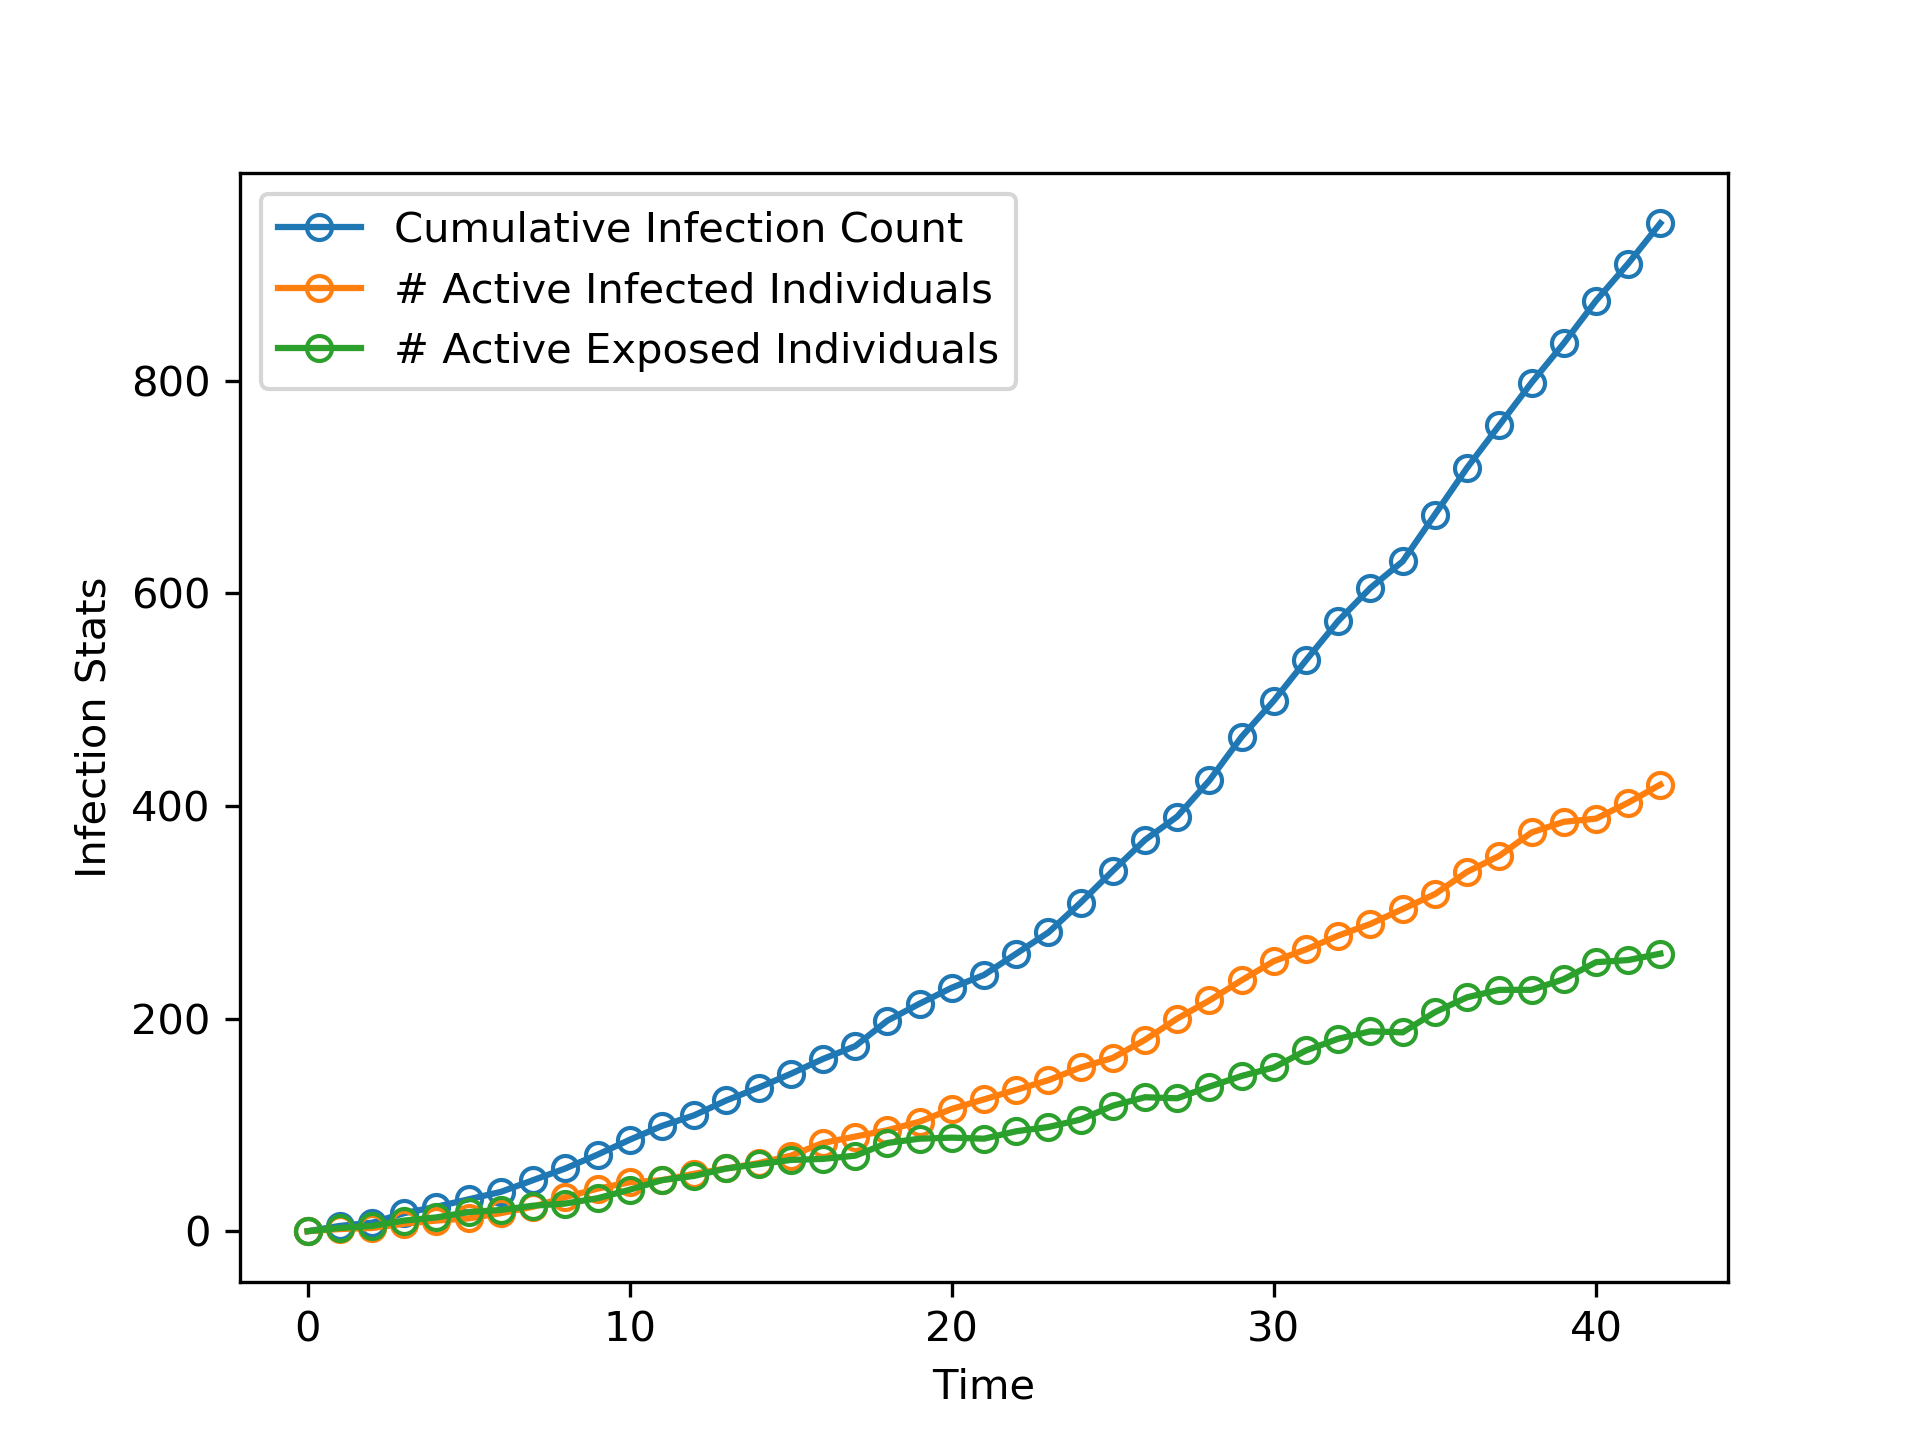 Cumulative Infection Count
# Active Infected Individuals
# Active Exposed Individuals
800
600
400
200
0
Infection Stats
0 10 20 30 40
Time